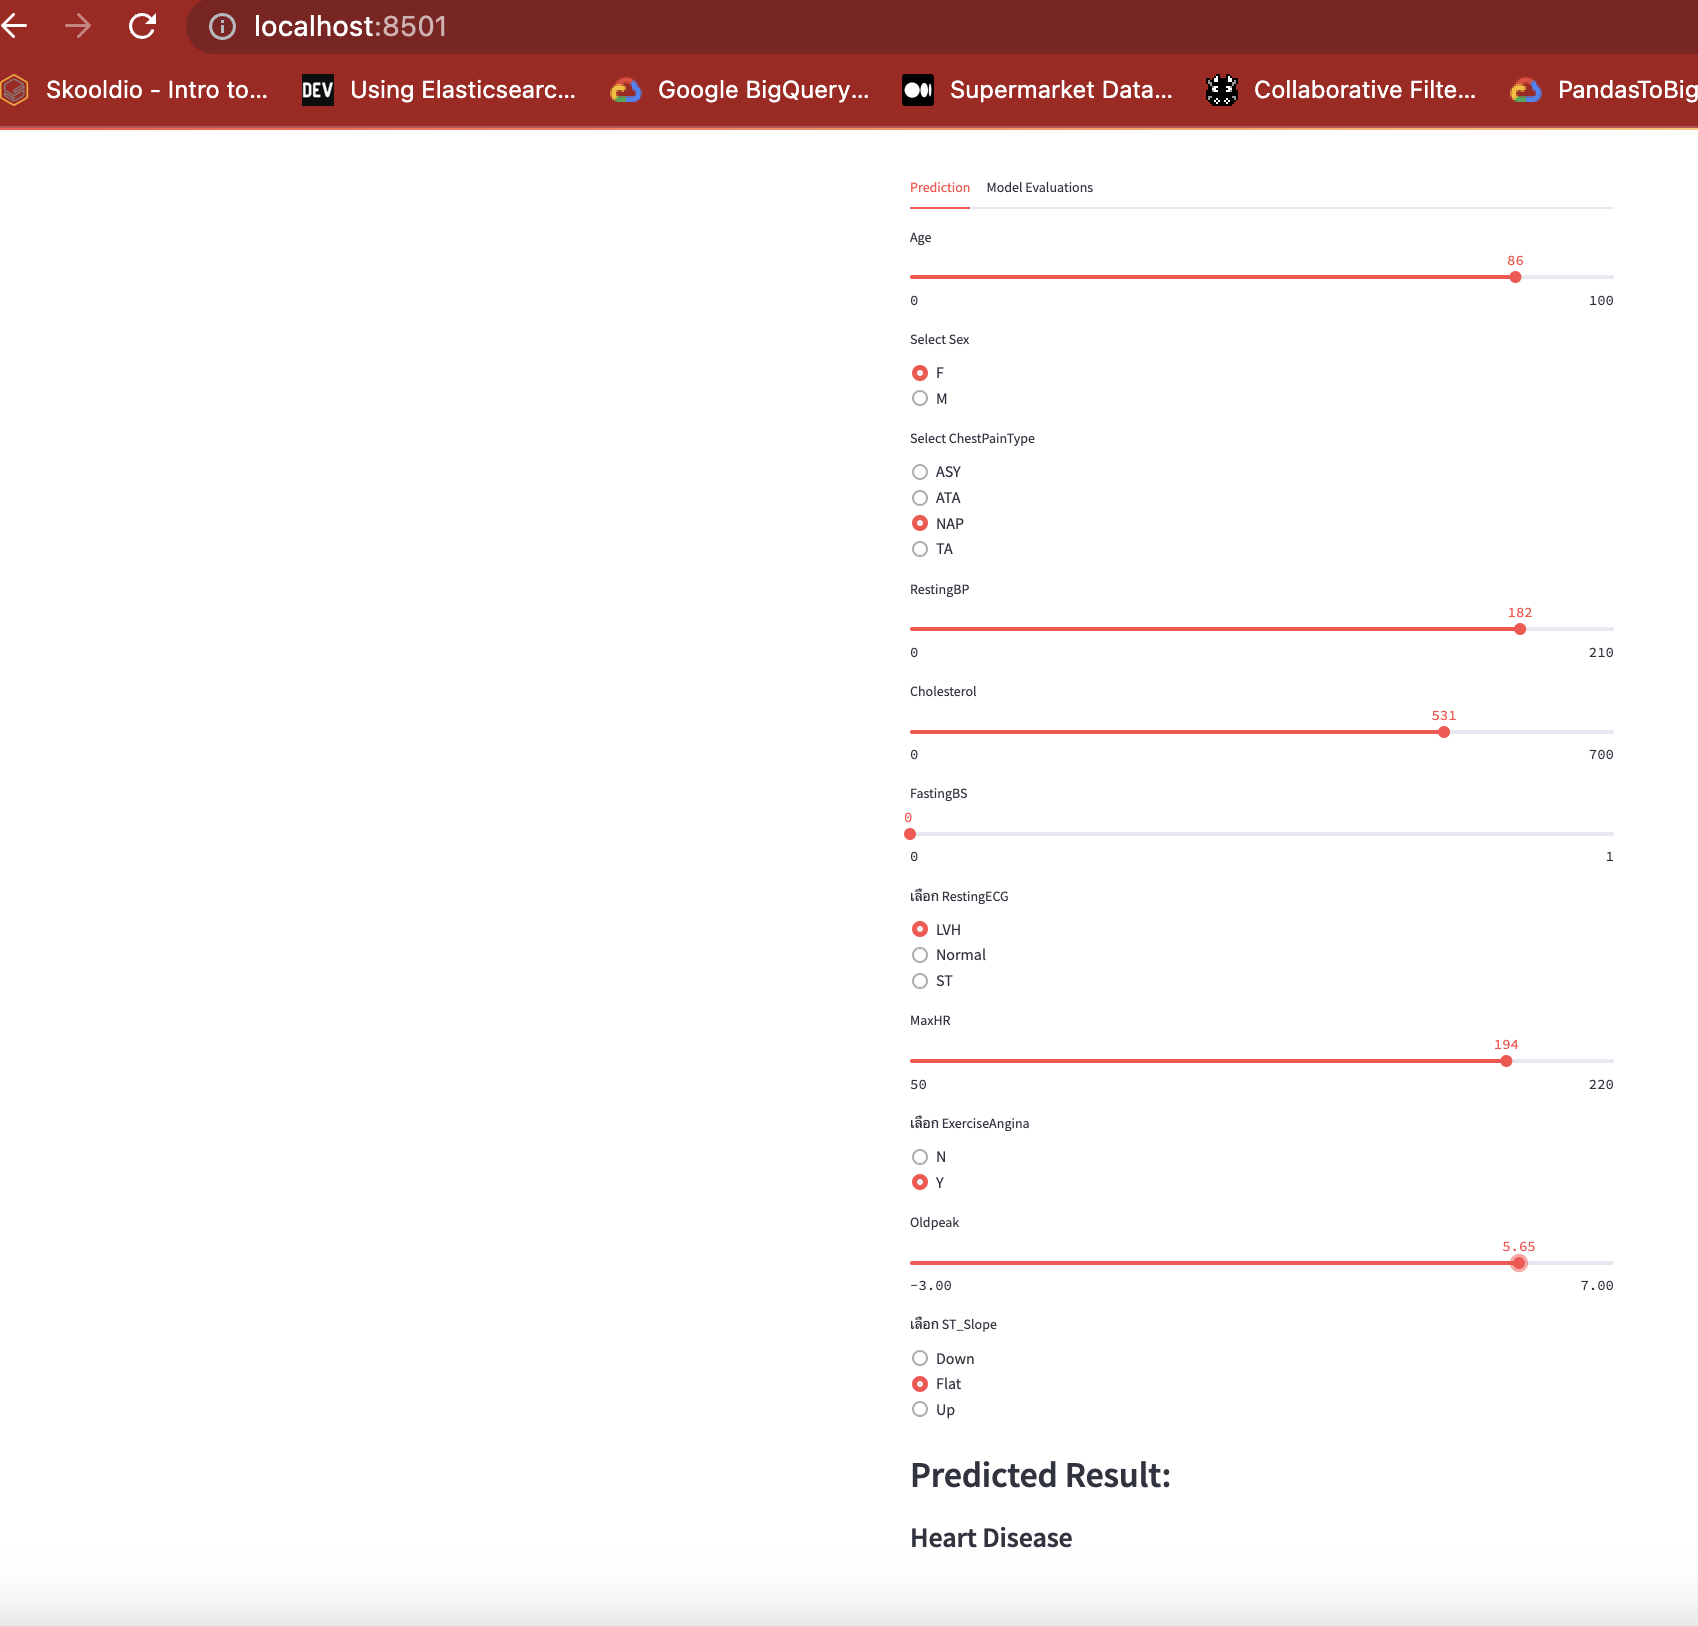 localhost:8501
Skooldio - Intro to...
DEV
Using Elasticsearc...
Google BigQuery...
Supermarket Data...
Collaborative Filte...
PandasToBig
Prediction Model Evaluations
Age
86
0 100
Select Sex
F
M
Select ChestPainType
ASY
ATA
NAP
TA
RestingBP
182
0 210
Cholesterol
531
0 700
FastingBS
0
0 1
เลือก RestingECG
LVH
Normal
ST
MaxHR
194
50 220
เลือก ExerciseAngina
N
Y
Oldpeak
5.65
-3.00 7.00
เลือก ST_Slope
Down
Flat
Up
Predicted Result:
Heart Disease